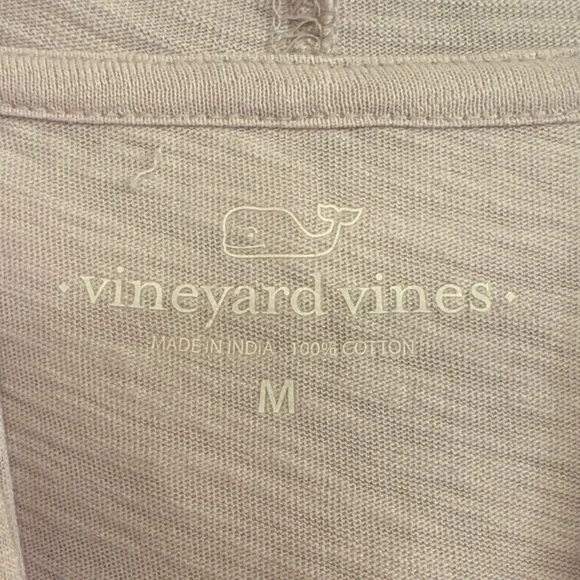 · vineyard vines ·
MADE IN INDIA 100% COTTON
M